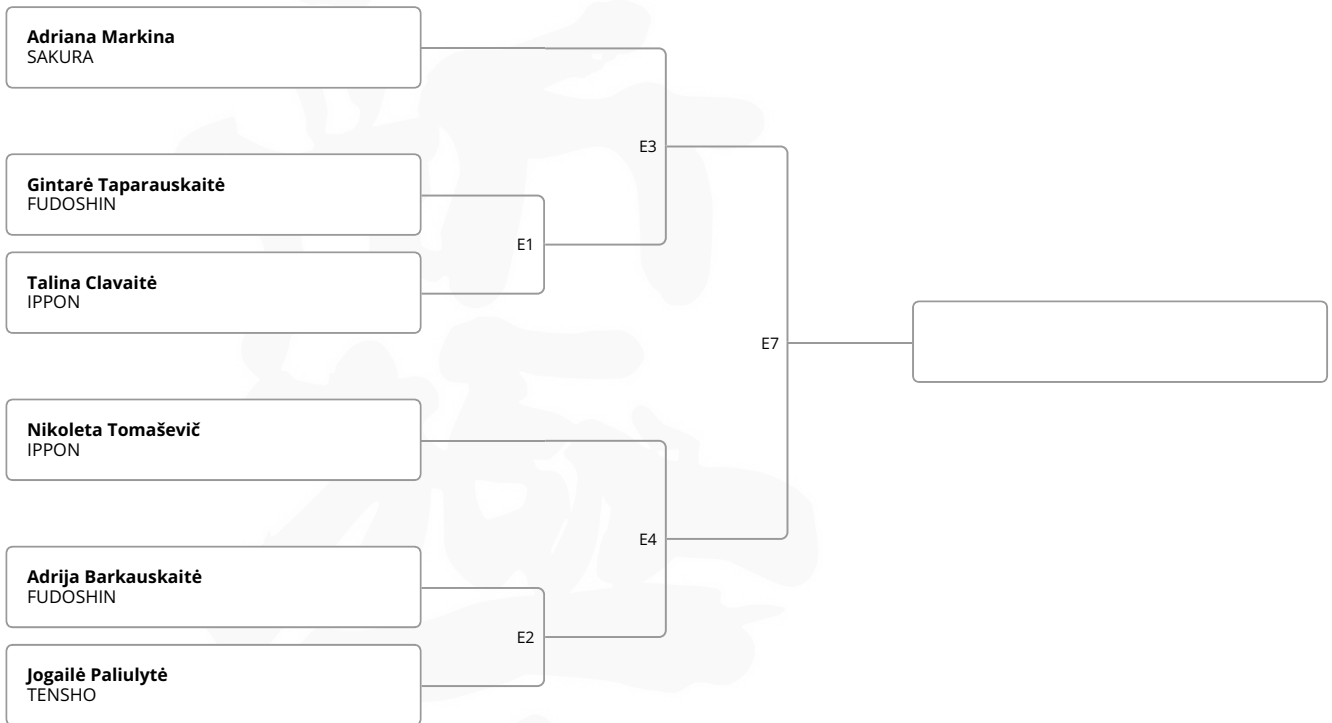 Adriana Markina
SAKURA
E3
Gintarė Taparauskaitė
FUDOSHIN
E1
Talina Clavaitė
IPPON
E7
Nikoleta Tomaševič
IPPON
E4
Adrija Barkauskaitė
FUDOSHIN
E2
Jogailė Paliulytė
TENSHO